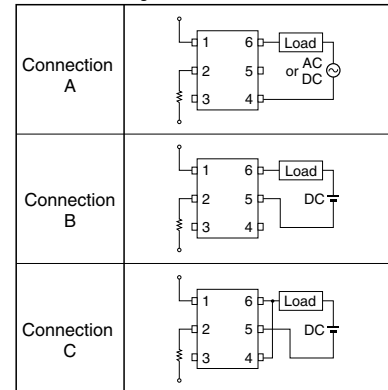 Connection
A
1 6 Load
2 5 or AC
DC
3 4
Connection
B
1 6 Load
2 5 DC
3 4
Connection
C
1 6 Load
2 5 DC
3 4